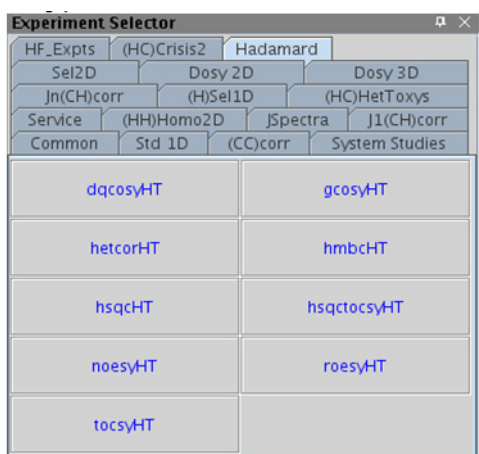 Experiment Selector
HF_Expts (HC)Crisis2 Hadamard
Sel2D Dosy 2D Dosy 3D
Jn(CH)corr (H)Sel1D (HC)HetToxys
Service (HH)Homo2D JSpectra J1(CH)corr
Common Std 1D (CC)corr System Studies
dqcosyHT gcosyHT
hetcorHT hmbcHT
hsqcHT hsqctocsyHT
noesyHT roesyHT
tocsyHT